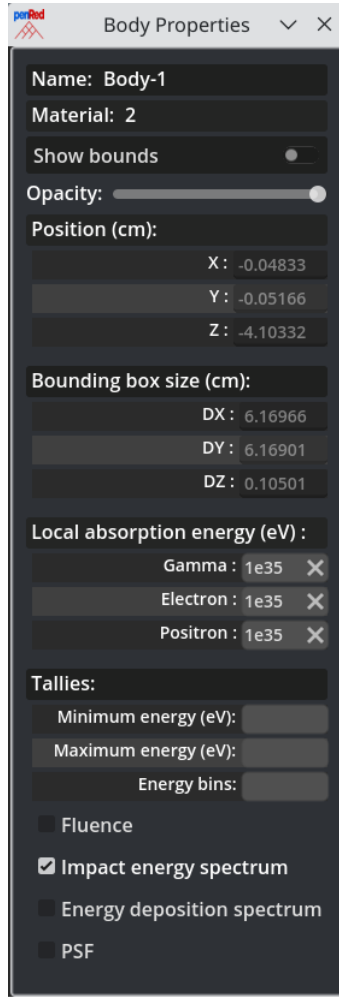 penRed
Body Properties
Name: Body-1
Material: 2
Show bounds
Opacity:
Position (cm):
X : -0.04833
Y : -0.05166
Z : -4.10332
Bounding box size (cm):
DX : 6.16966
DY : 6.16901
DZ : 0.10501
Local absorption energy (eV) :
Gamma : 1e35
Electron : 1e35
Positron : 1e35
Tallies:
Minimum energy (eV):
Maximum energy (eV):
Energy bins:
Fluence
Impact energy spectrum
Energy deposition spectrum
PSF